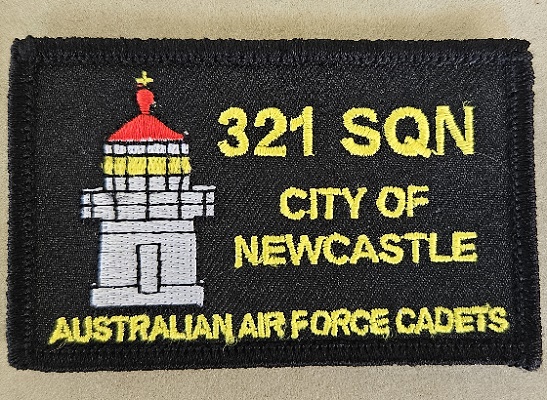 321 SQN
CITY OF
NEWCASTLE
AUSTRALIAN AIR FORCE CADETS